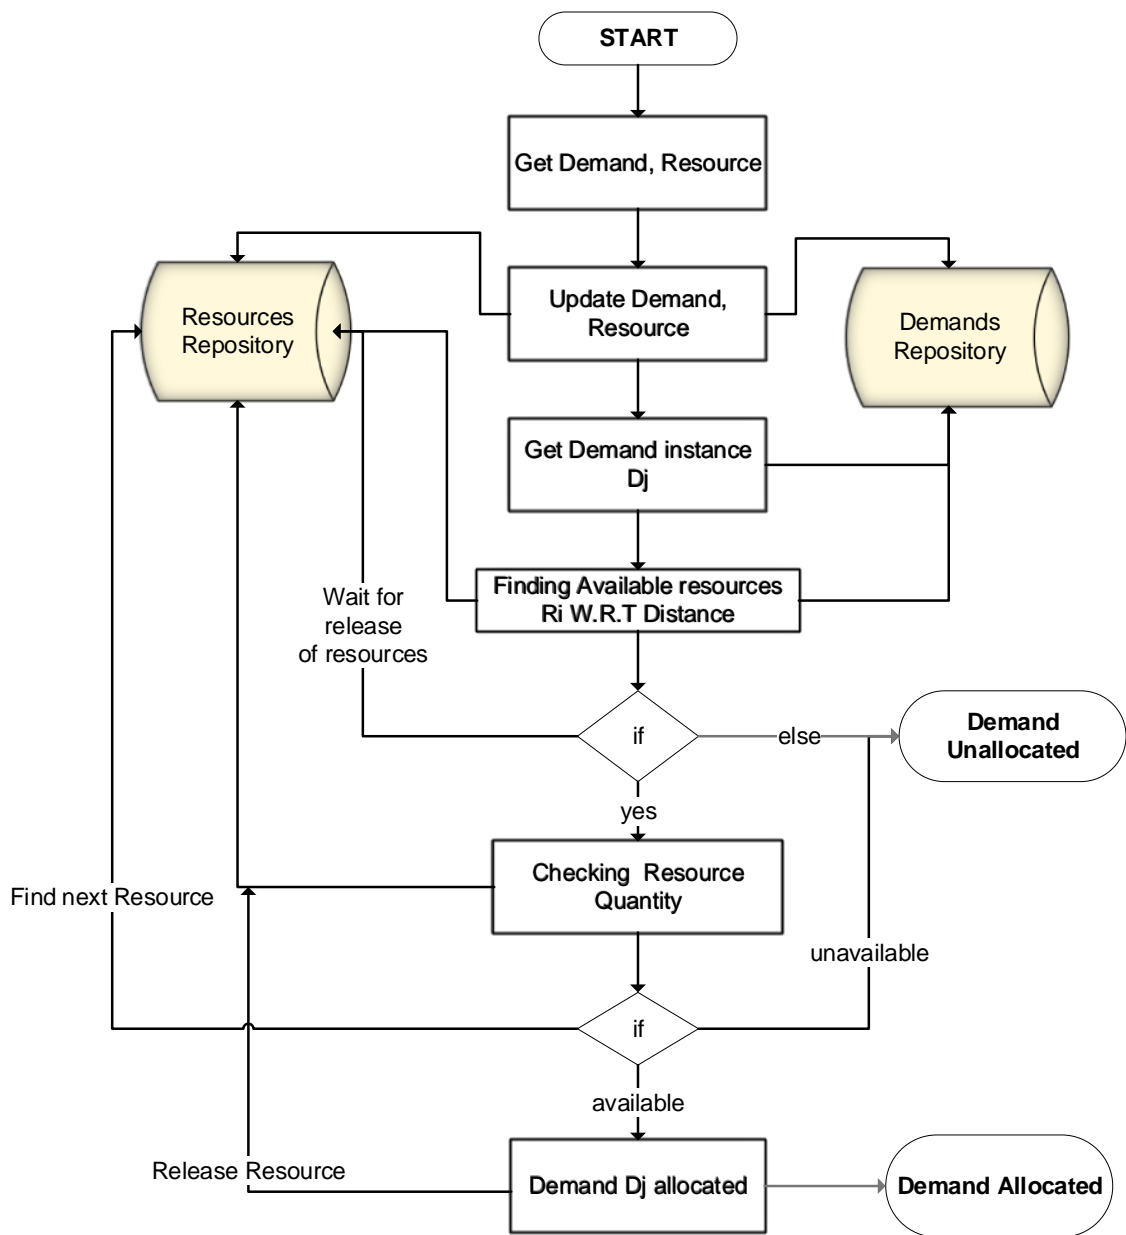 START
Get Demand, Resource
Update Demand,
Resource
Resources
Repository
Demands
Repository
Get Demand instance
Dj
Finding Available resources
Ri W.R.T Distance
Wait for
release
of resources
if
else
Demand
Unallocated
yes
Checking Resource
Quantity
Find next Resource
unavailable
if
available
Release Resource
Demand Dj allocated
Demand Allocated